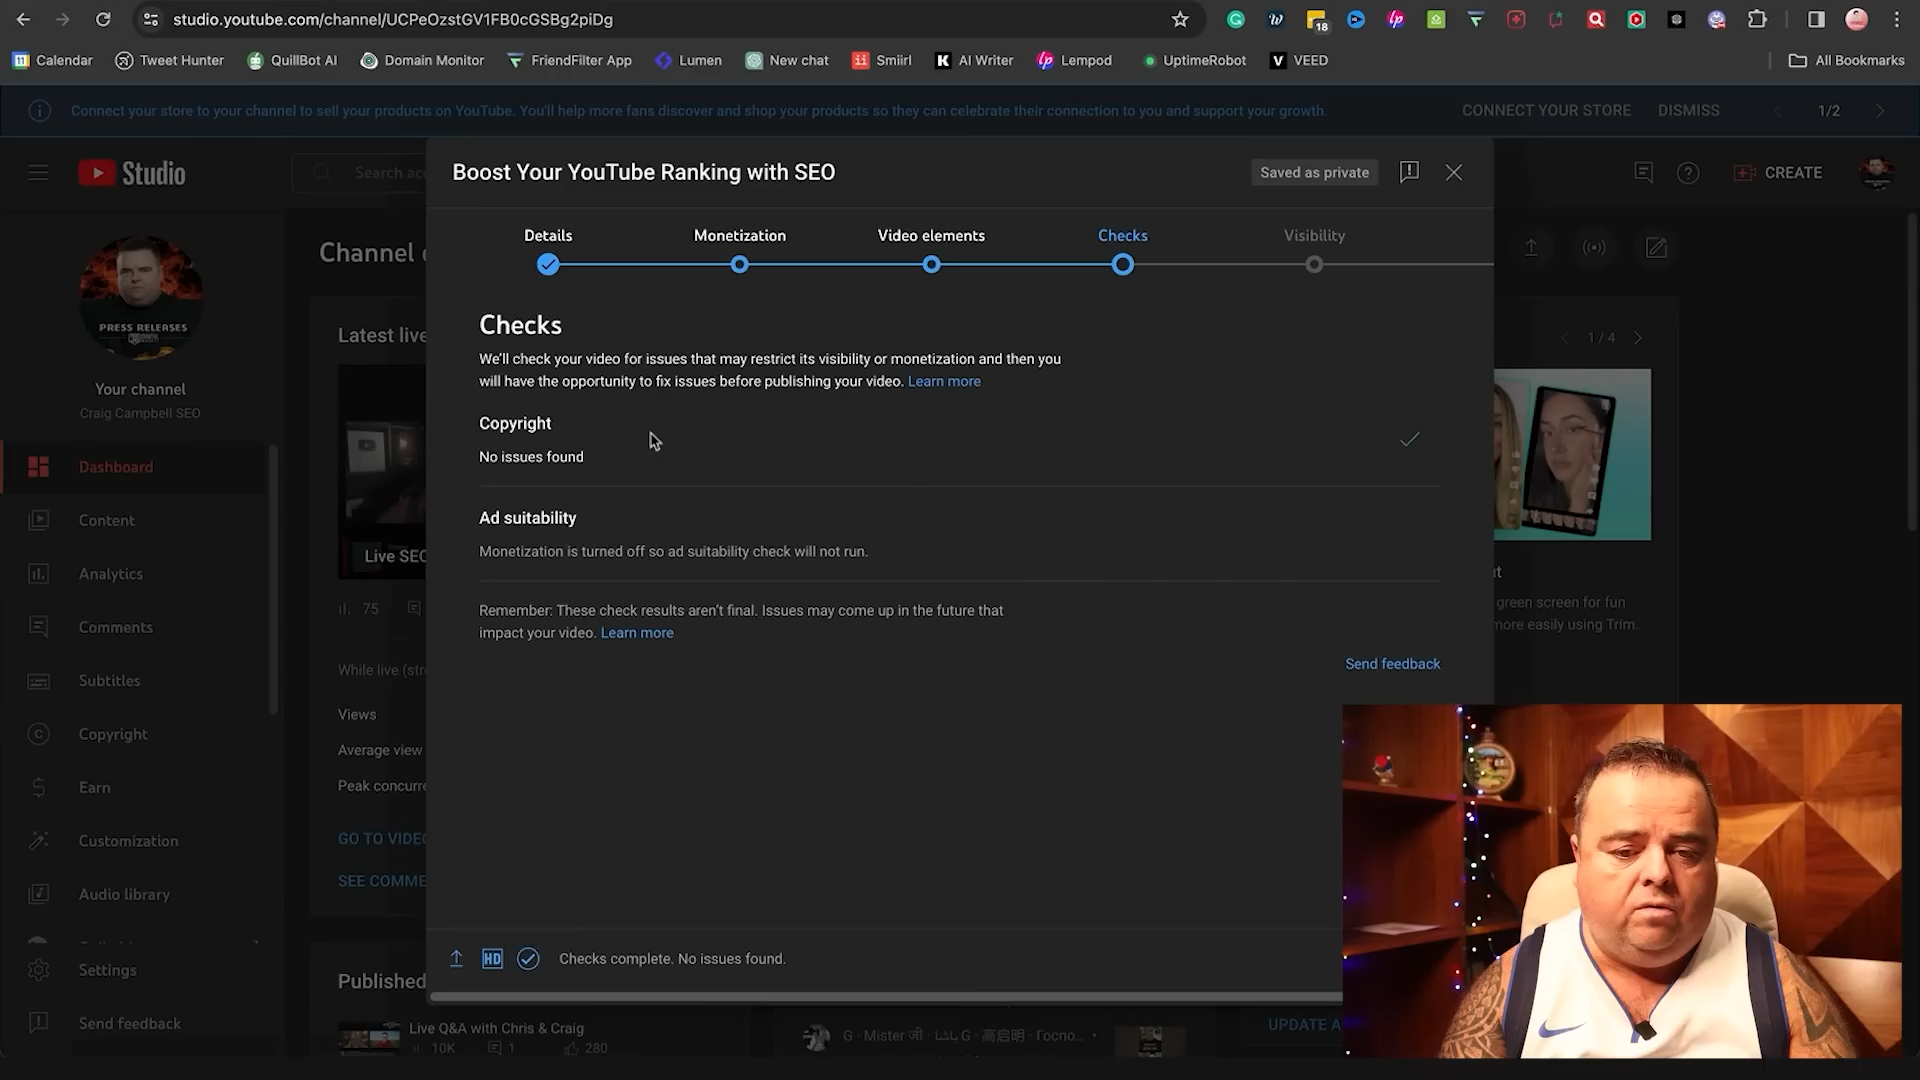 studio.youtube.com/channel/UCPeOzstGV1FB0cGSBg2piDg
18
Calendar
Tweet Hunter
QuillBot AI
Domain Monitor
FriendFilter App
Lumen
New chat
Smiirl
AI Writer
Lempod
UptimeRobot
VEED
All Bookmarks
Connect your store to your channel to sell your products on YouTube. You'll help more fans discover and shop your products so they can celebrate their connection to you and support your growth.
CONNECT YOUR STORE
DISMISS
1/2
Studio
Search
Boost Your YouTube Ranking with SEO
Saved as private
CREATE
Details
Monetization
Video elements
Checks
Visibility
Channel
PRESS RELEASES
Your channel
Craig Campbell SEO
Latest live
1 / 4
Checks
We'll check your video for issues that may restrict its visibility or monetization and then you
will have the opportunity to fix issues before publishing your video. Learn more
Copyright
No issues found
Ad suitability
Monetization is turned off so ad suitability check will not run.
Remember: These check results aren't final. Issues may come up in the future that
impact your video. Learn more
Send feedback
Dashboard
Content
Analytics
Comments
Subtitles
Copyright
Earn
Customization
Audio library
Settings
Send feedback
Live SEO
75
While live
Views
Average view
Peak
GO TO VIDEO
SEE
Published
Live Q&A with Chris & Craig
10K
1
280
green screen for fun
more easily using Trim.
HD
Checks complete. No issues found.
G · Mister जी
G · 高启明 · Госпо...
UPDATE